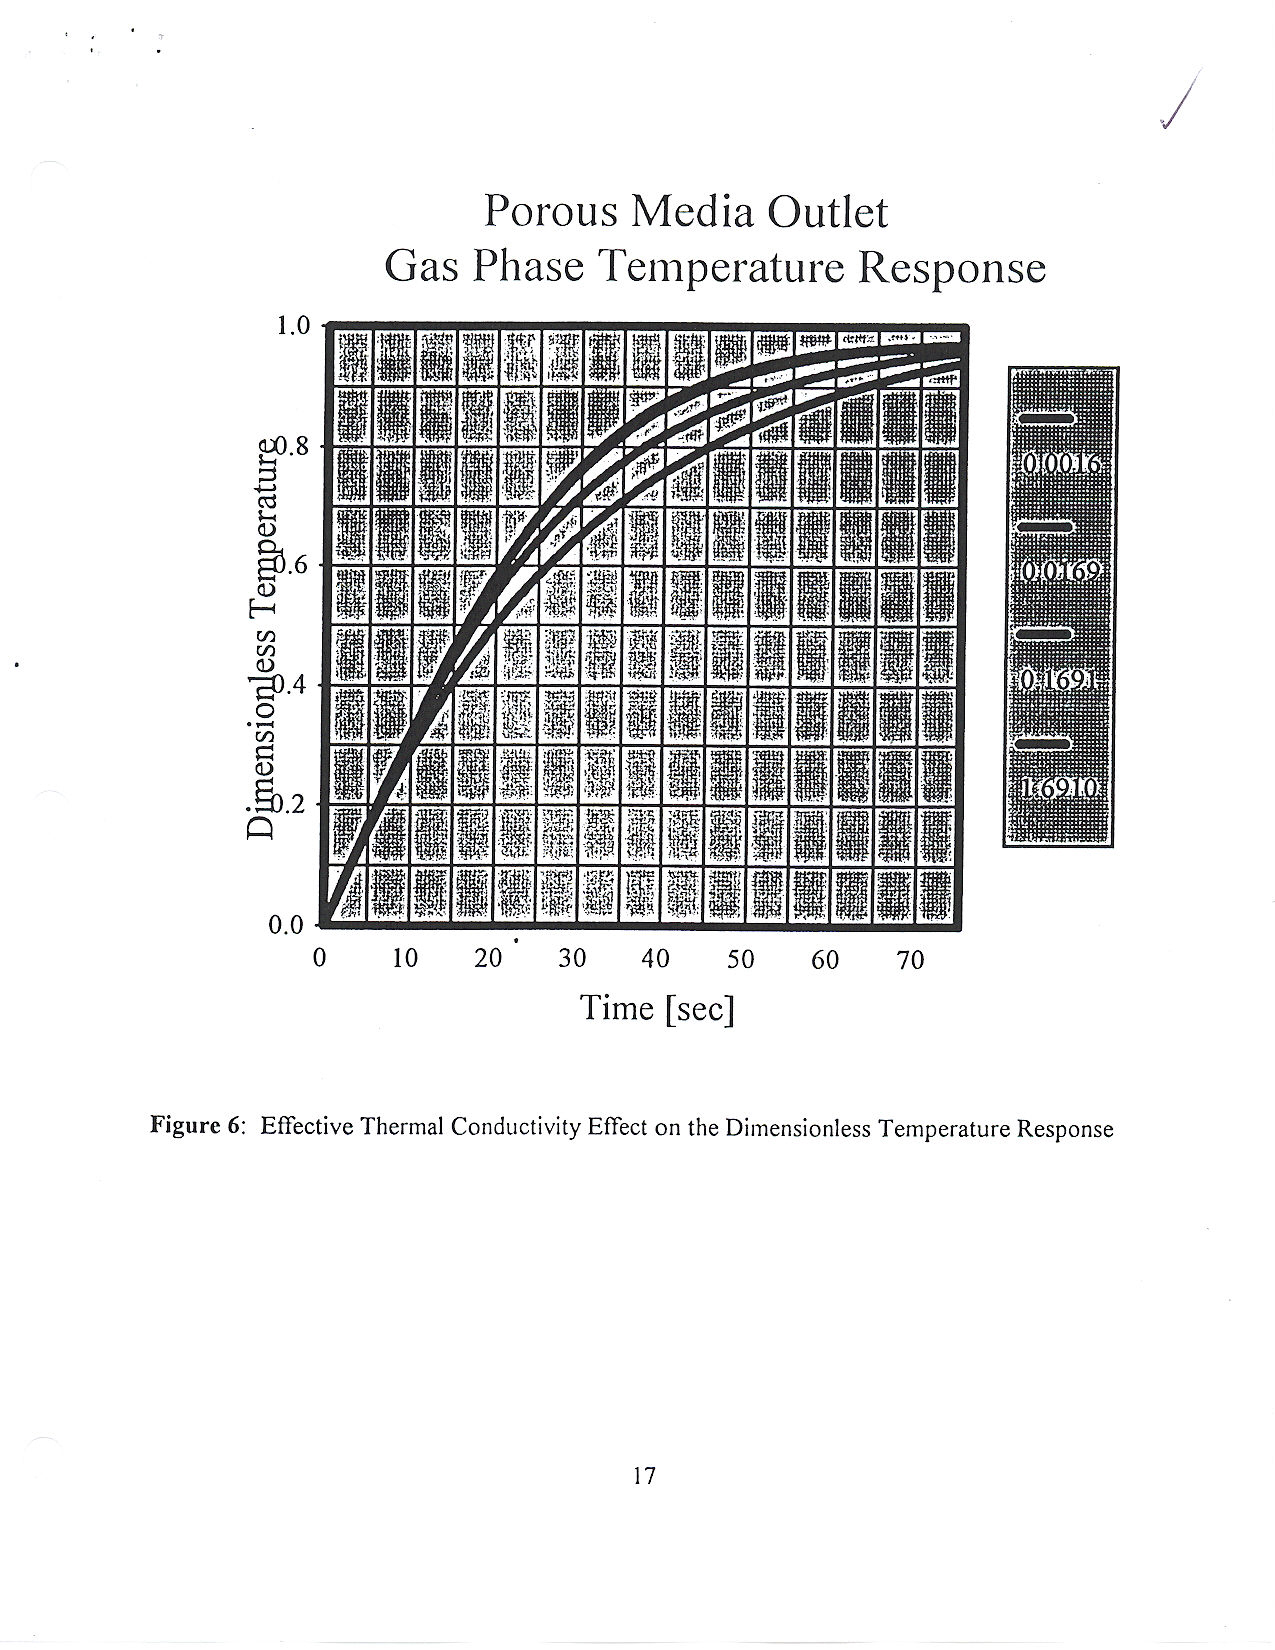 Porous Media Outlet
Gas Phase Temperature Response
Dimensionless Temperature
1.0
0.8
0.6
0.4
0.2
0.0
0 10 20 30 40 50 60 70
Time [sec]
0.0016
0.0169
0.1691
1.6910
Figure 6: Effective Thermal Conductivity Effect on the Dimensionless Temperature Response
17